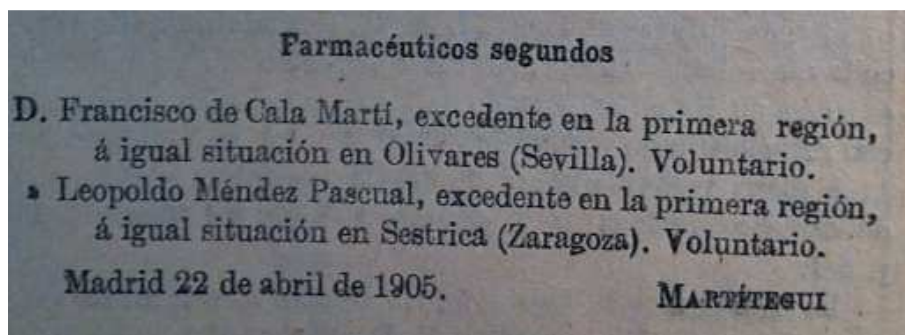 Farmacéuticos segundos
D. Francisco de Cala Martí, excedente en la primera región,
á igual situación en Olivares (Sevilla). Voluntario.
» Leopoldo Méndez Pascual, excedente en la primera región,
á igual situación en Sestrica (Zaragoza). Voluntario.
Madrid 22 de abril de 1905.
MARTÍTEGUI